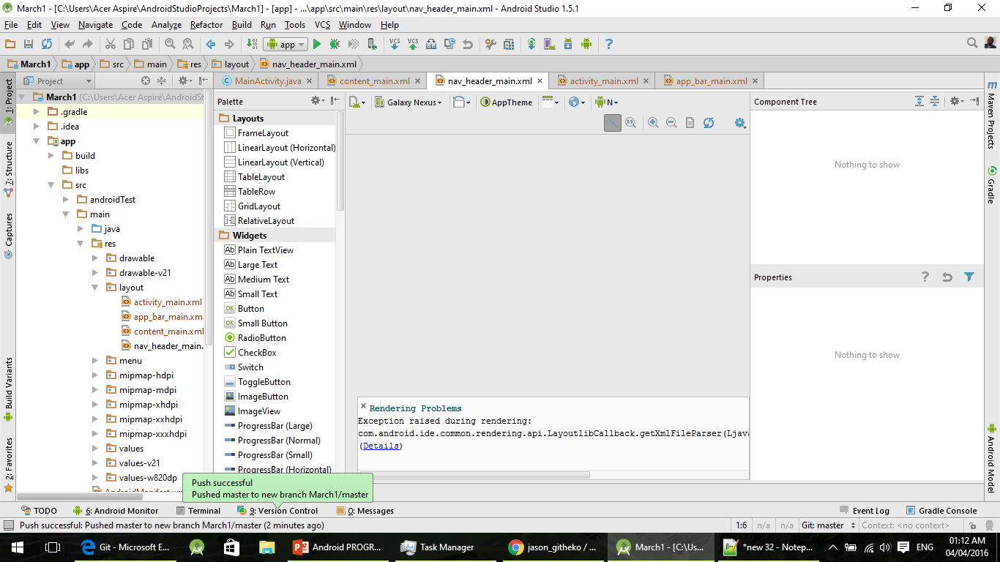 March1 - [C:\Users\Acer Aspire\AndroidStudioProjects\March1] - [app] - ...\app\src\main\res\layout\nav_header_main.xml - Android Studio 1.5.1
File Edit View Navigate Code Analyze Refactor Build Run Tools VCS Window Help
app VCS VCS
March1 app src main res layout nav_header_main.xml
Project
MainActivity.java content_main.xml nav_header_main.xml activity_main.xml app_bar_main.xml
1: Project
7: Structure
Captures
Build Variants
2: Favorites
March1 (C:\Users\Acer Aspire\AndroidSt
.gradle
.idea
app
build
libs
src
androidTest
main
java
res
drawable
drawable-v21
layout
activity_main.xml
app_bar_main.xm
content_main.xml
nav_header_main.
menu
mipmap-hdpi
mipmap-mdpi
mipmap-xhdpi
mipmap-xxhdpi
mipmap-xxxhdpi
values
values-v21
values-w820dp
Palette
Layouts
FrameLayout
LinearLayout (Horizontal)
LinearLayout (Vertical)
TableLayout
TableRow
GridLayout
RelativeLayout
Widgets
Ab Plain TextView
Ab Large Text
Ab Medium Text
Ab Small Text
OK Button
OK Small Button
RadioButton
CheckBox
Switch
ToggleButton
ImageButton
ImageView
ProgressBar (Large)
ProgressBar (Normal)
ProgressBar (Small)
ProgressBar (Horizontal)
Galaxy Nexus AppTheme N
1:1
Rendering Problems
Exception raised during rendering:
com.android.ide.common.rendering.api.LayoutlibCallback.getXmlFileParser(Ljava
(Details)
Component Tree
Nothing to show
Properties
Nothing to show
Maven Projects
Gradle
Android Model
Push successful
Pushed master to new branch March1/master
TODO 6: Android Monitor Terminal 9: Version Control 0: Messages Event Log Gradle Console
Push successful: Pushed master to new branch March1/master (2 minutes ago) 1:6 n/a n/a Git: master Context: <no context>
Git - Microsoft E... Android PROGR... Task Manager jason_githeko / ... March1 - [C:\Us... *new 32 - Notep... ENG 01:12 AM
04/04/2016